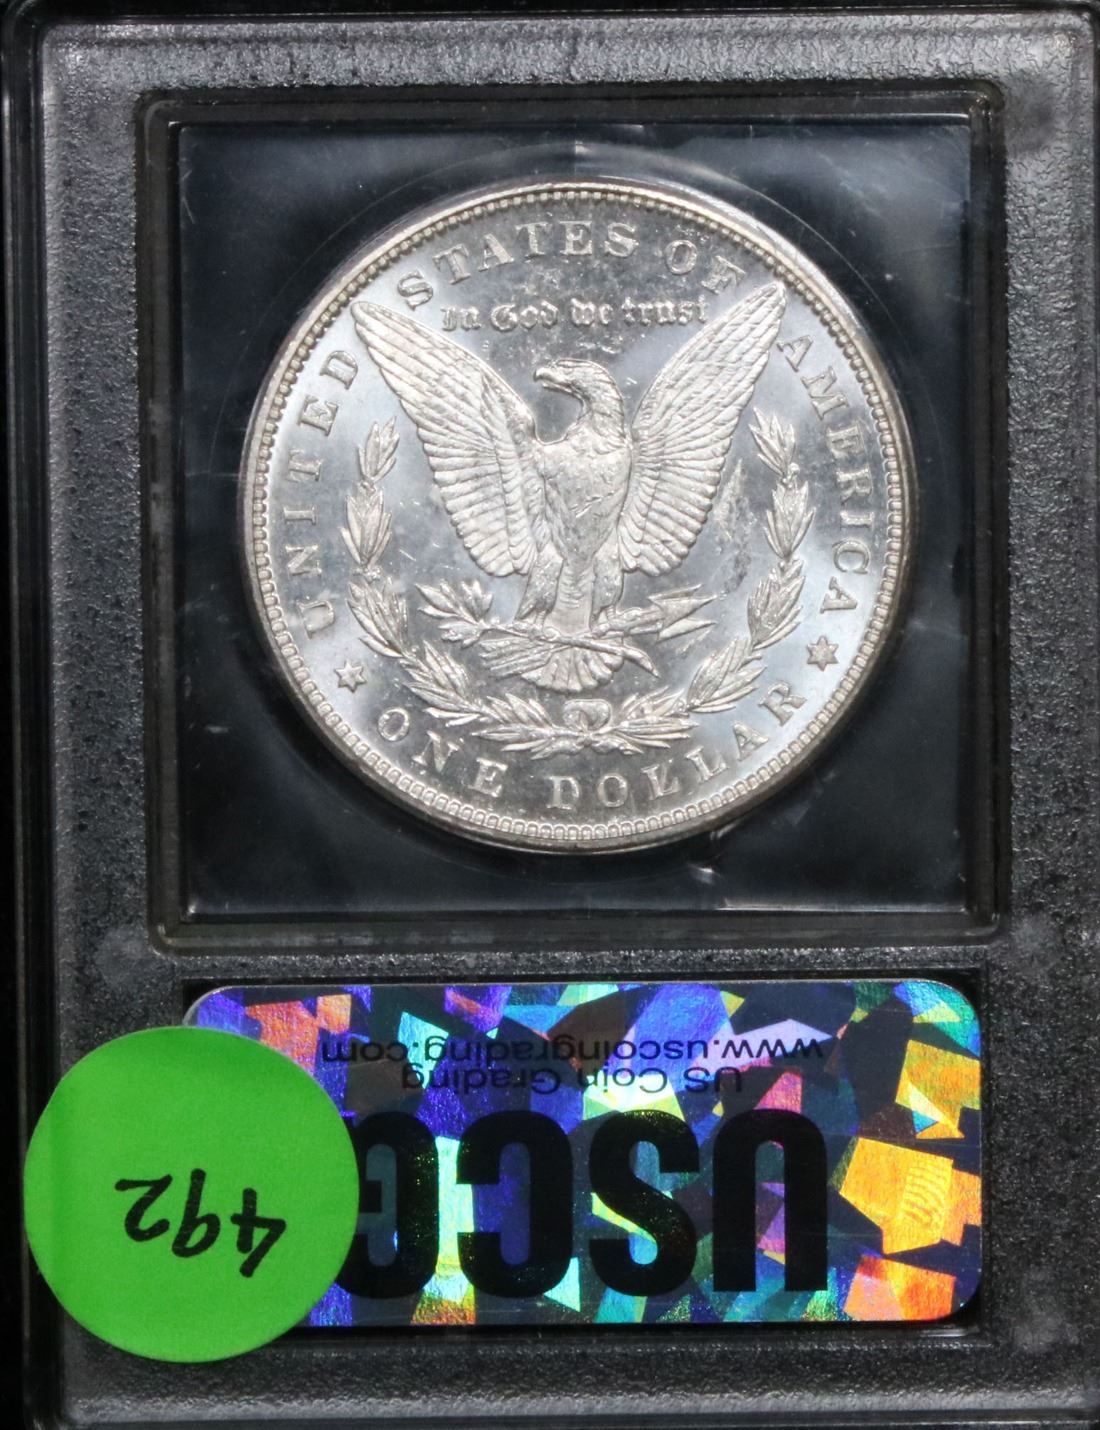 UNITED STATES OF AMERICA
In God we trust
ONE DOLLAR
www.uscoingrading.com
US Coin Grading
USCG
492